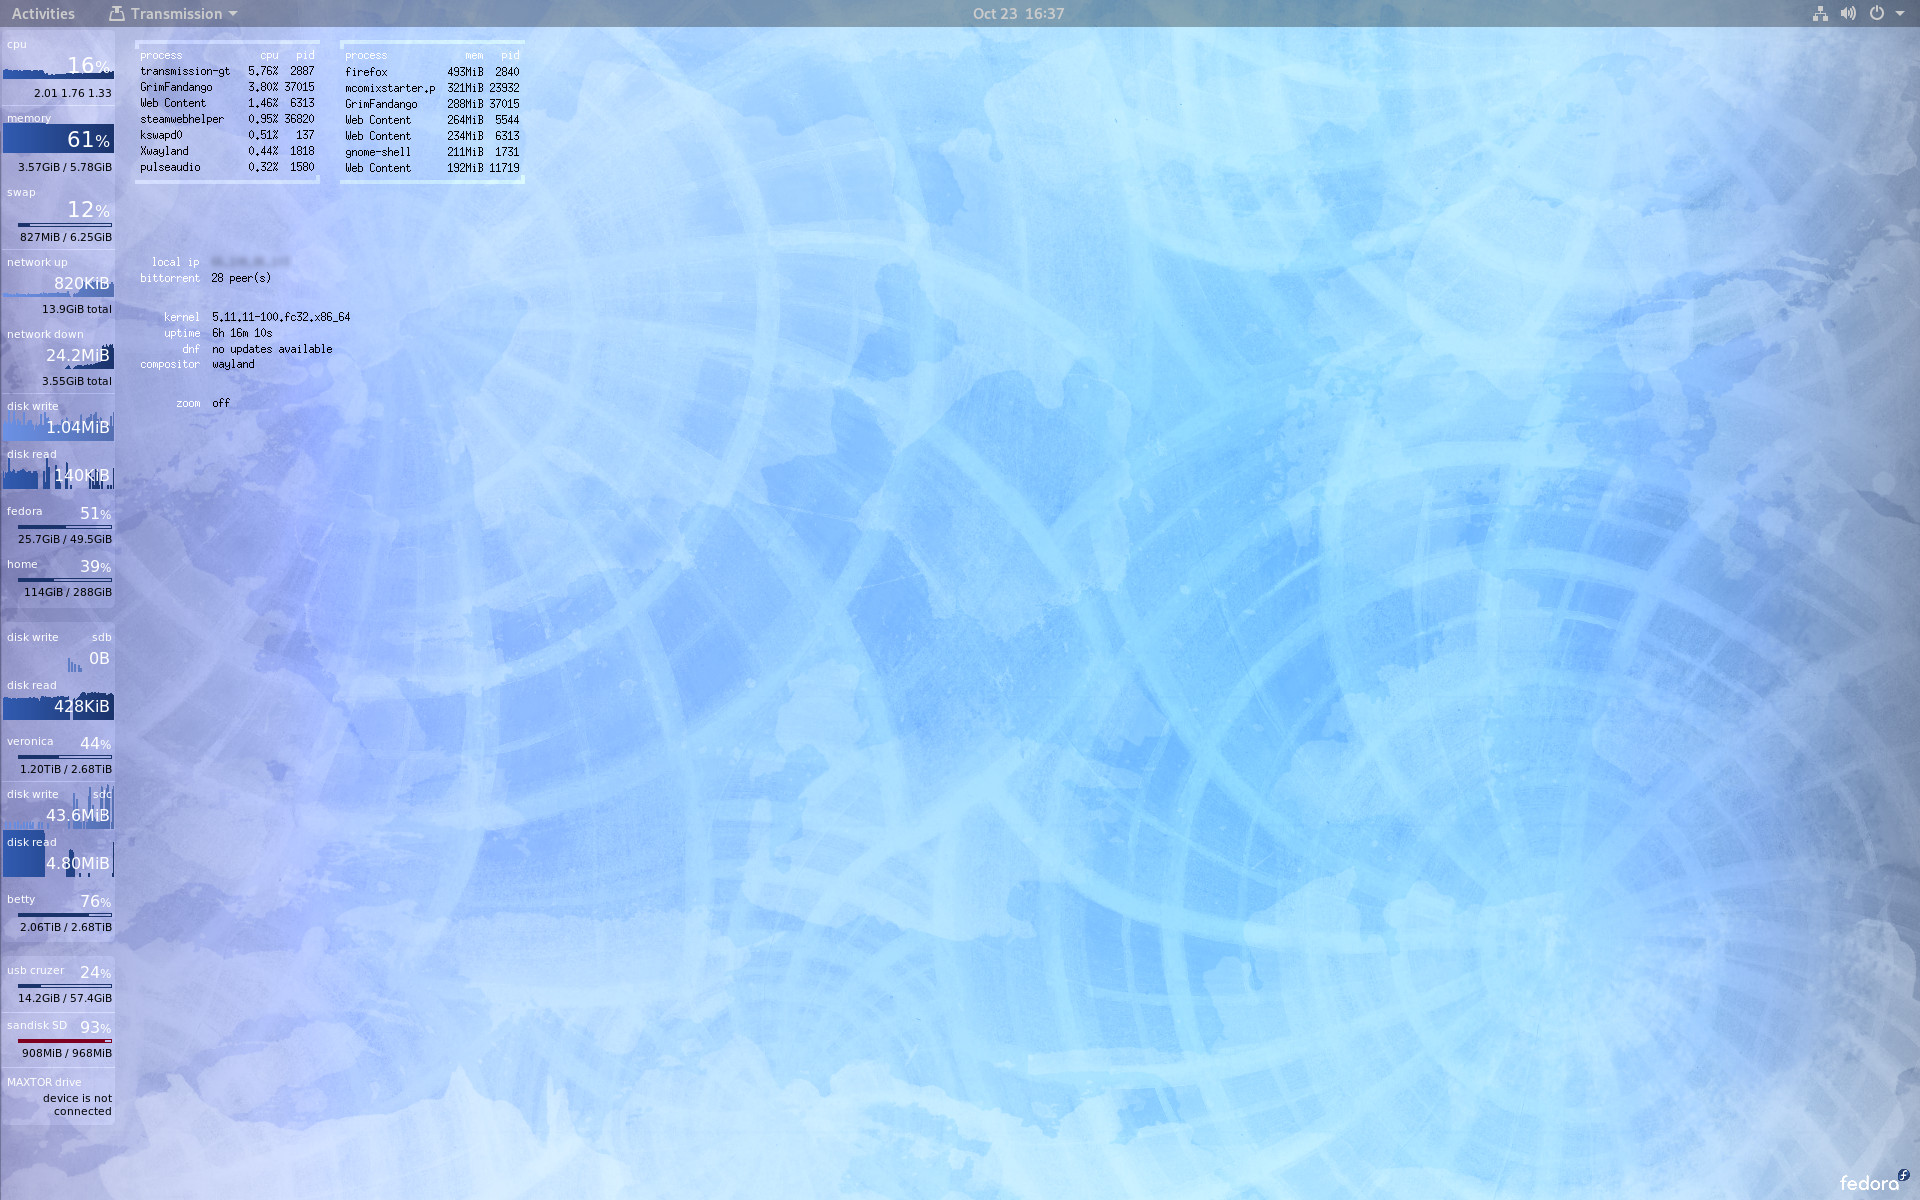 Activities Transmission Oct 23 16:37
cpu
16%
2.01 1.76 1.33
memory
61%
3.57GiB / 5.78GiB
swap
12%
827MiB / 6.25GiB
network up
820KiB
13.9GiB total
network down
24.2MiB
3.55GiB total
disk write
1.04MiB
disk read
140KiB
fedora 51%
25.7GiB / 49.5GiB
home 39%
114GiB / 288GiB
disk write sdb
0B
disk read
428KiB
veronica 44%
1.20TiB / 2.68TiB
disk write sdc
43.6MiB
disk read
4.80MiB
betty 76%
2.06TiB / 2.68TiB
usb cruzer 24%
14.2GiB / 57.4GiB
sandisk SD 93%
908MiB / 968MiB
MAXTOR drive
device is not
connected
process cpu pid
transmission-gt 5.76% 2887
GrimFandango 3.80% 37015
Web Content 1.46% 6313
steamwebhelper 0.95% 36820
kswapd0 0.51% 137
Xwayland 0.44% 1818
pulseaudio 0.32% 1580
process mem pid
firefox 493MiB 2840
mcomixstarter.p 321MiB 23932
GrimFandango 288MiB 37015
Web Content 264MiB 5544
Web Content 234MiB 6313
gnome-shell 211MiB 1731
Web Content 192MiB 11719
local ip
bittorrent 28 peer(s)
kernel 5.11.11-100.fc32.x86_64
uptime 6h 16m 10s
dnf no updates available
compositor wayland
zoom off
fedora